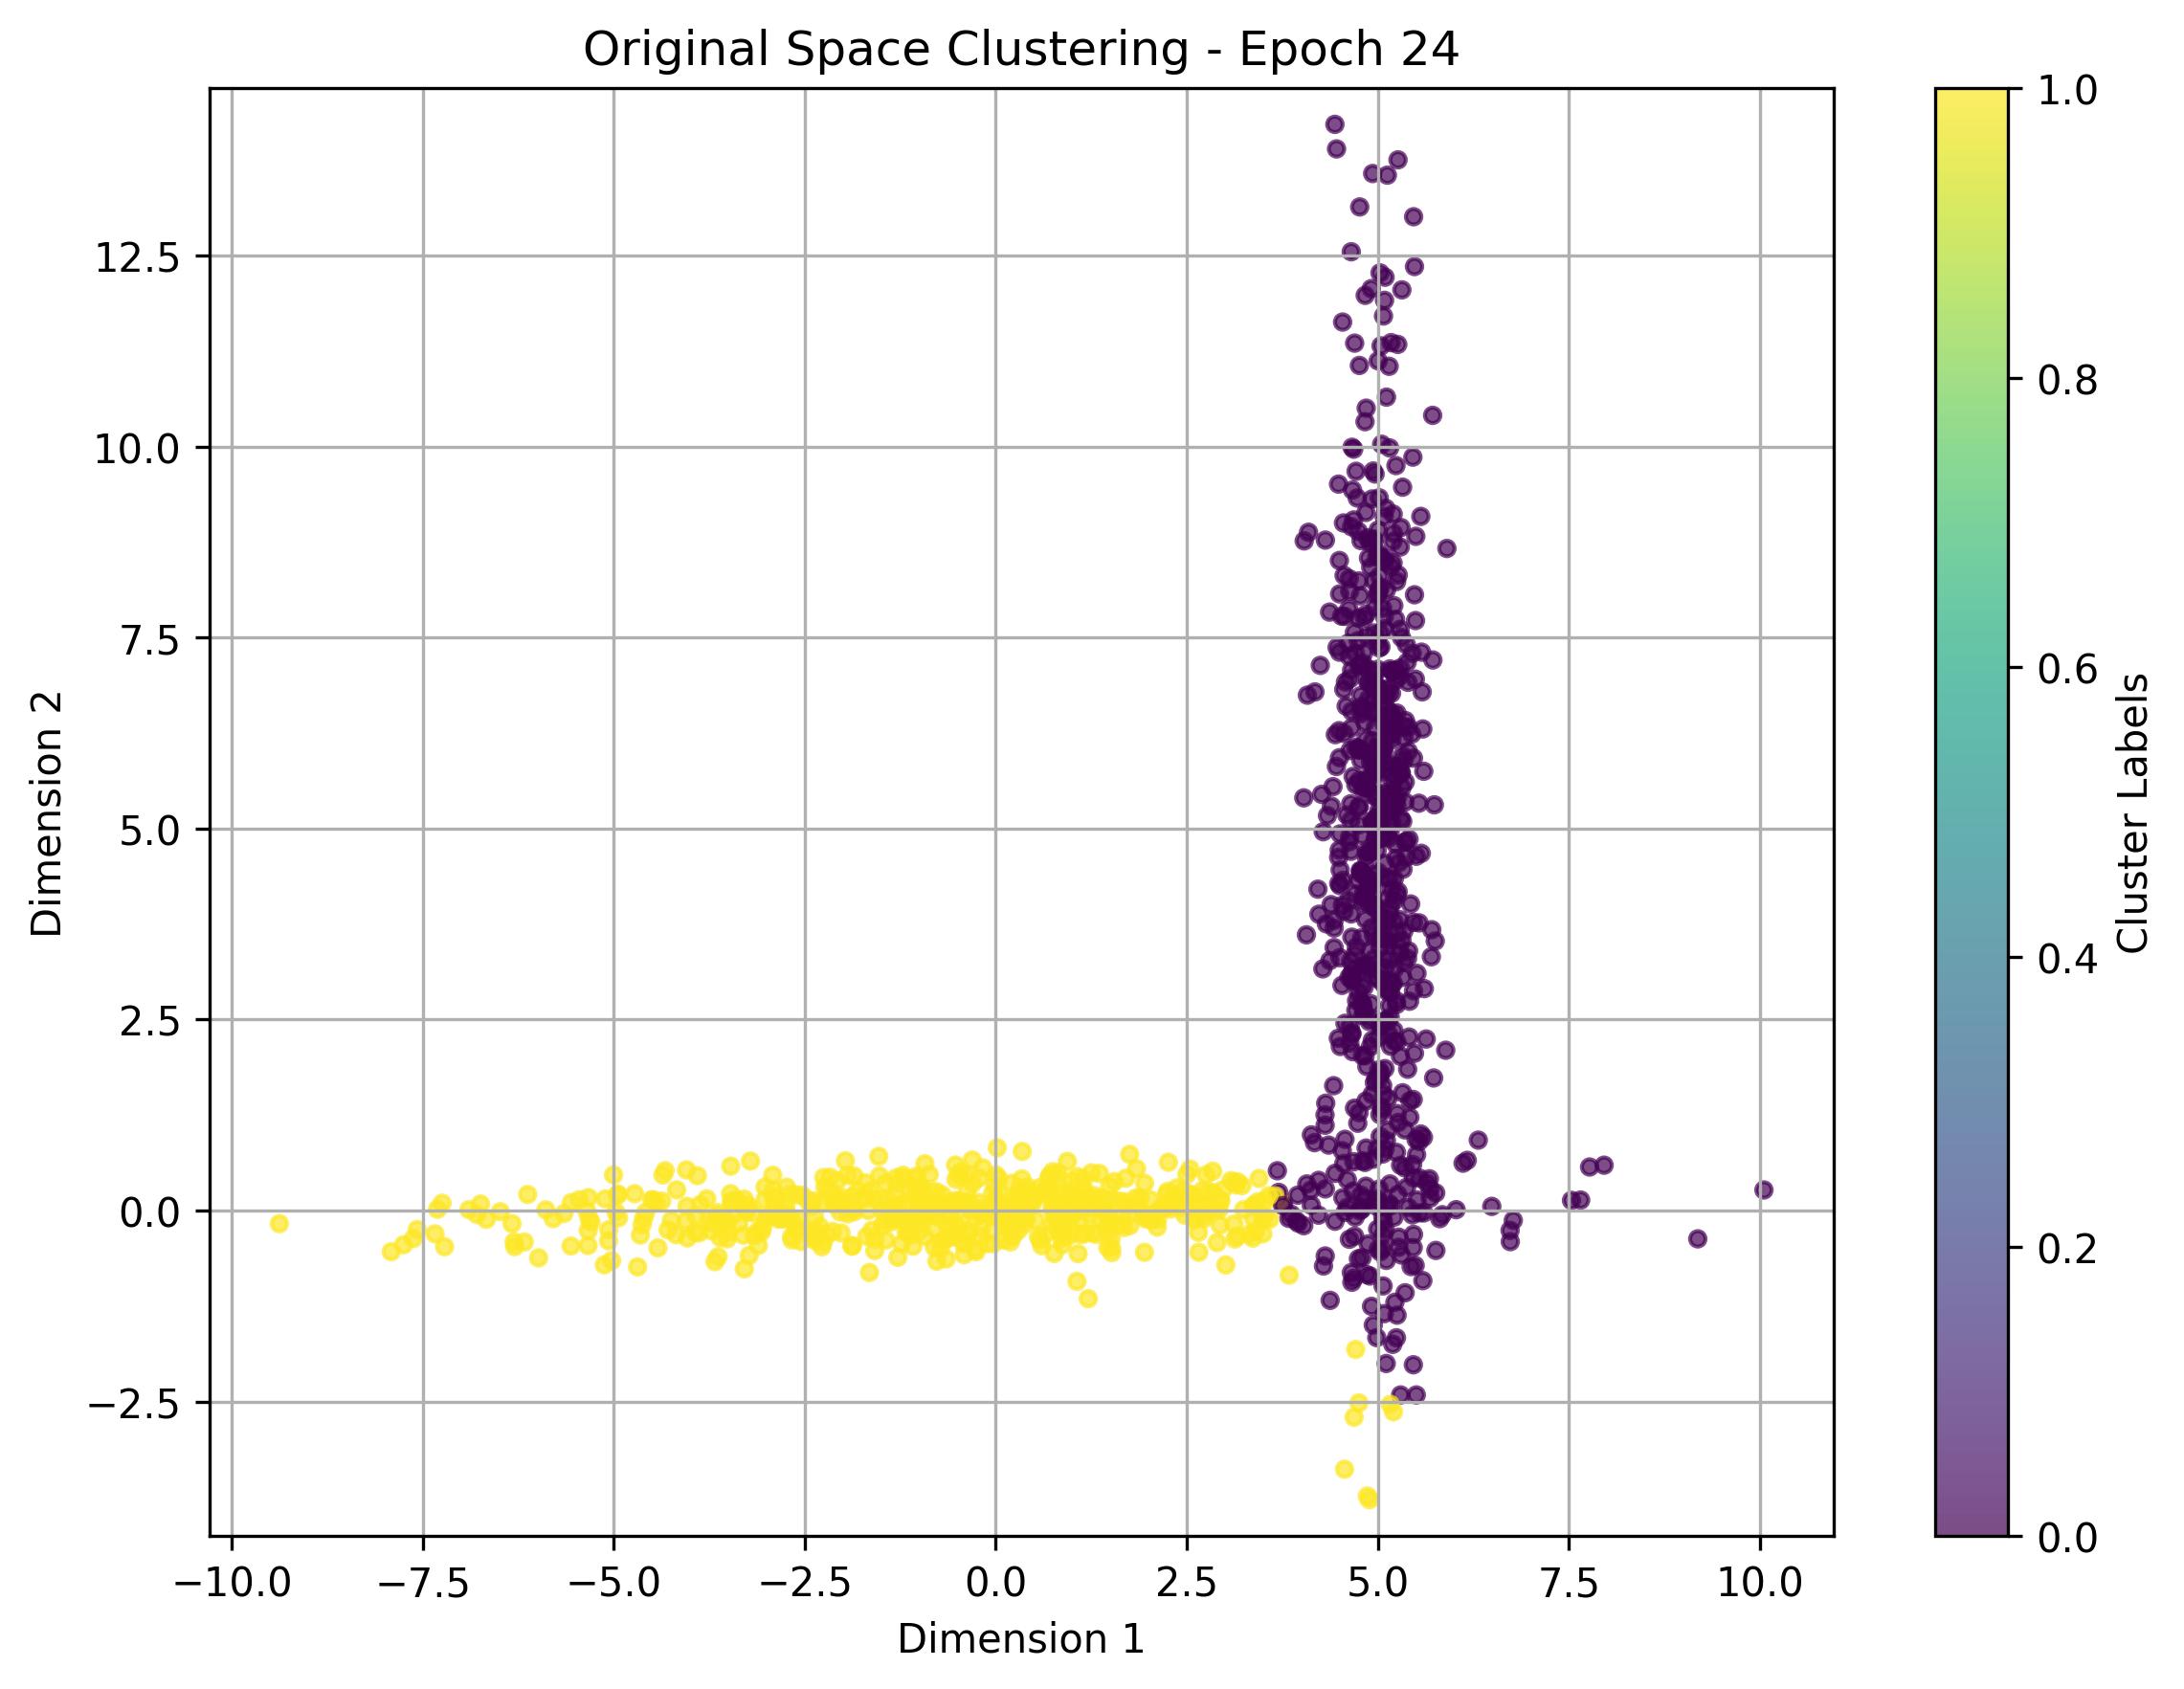 Original Space Clustering - Epoch 24
Dimension 2
12.5
10.0
7.5
5.0
2.5
0.0
−2.5
−10.0 −7.5 −5.0 −2.5 0.0 2.5 5.0 7.5 10.0
Dimension 1
1.0
0.8
0.6
0.4
0.2
0.0
Cluster Labels